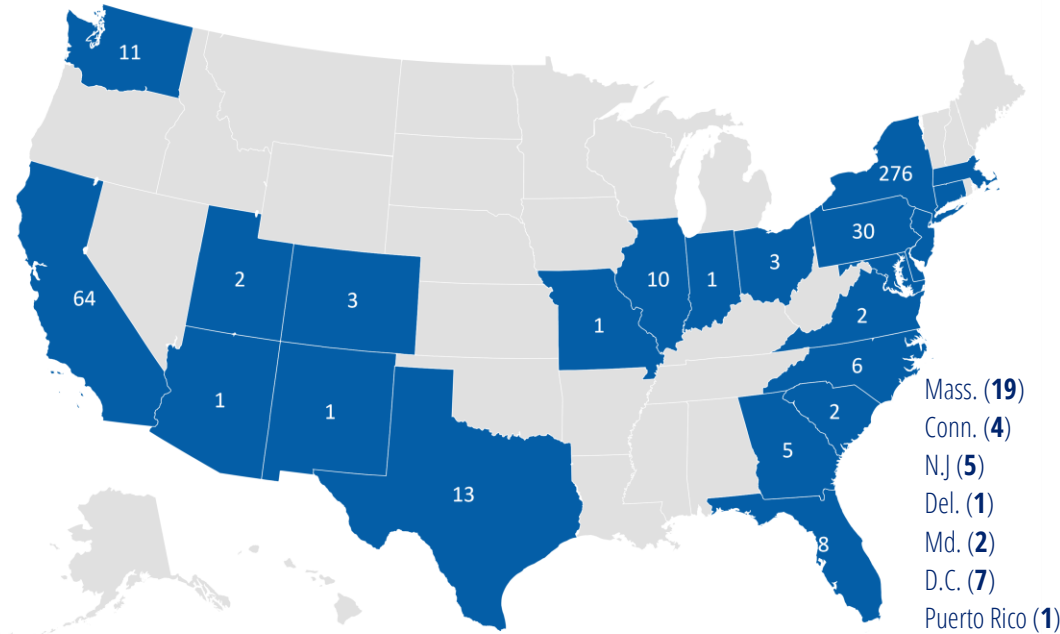 11
276
30
64
2
3
10
1
3
1
2
6
1
1
2
5
13
8
Mass. (19)
Conn. (4)
N.J (5)
Del. (1)
Md. (2)
D.C. (7)
Puerto Rico (1)